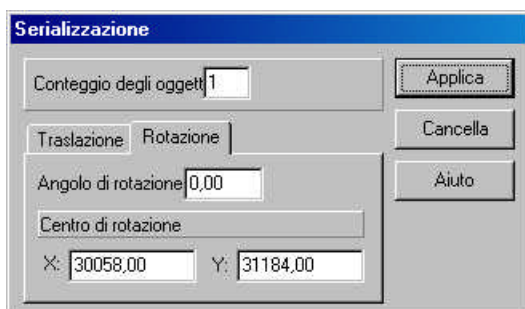 Serializzazione
Conteggio degli oggett 1
Applica
Cancella
Aiuto
Traslazione Rotazione
Angolo di rotazione 0,00
Centro di rotazione
X: 30058,00 Y: 31184,00